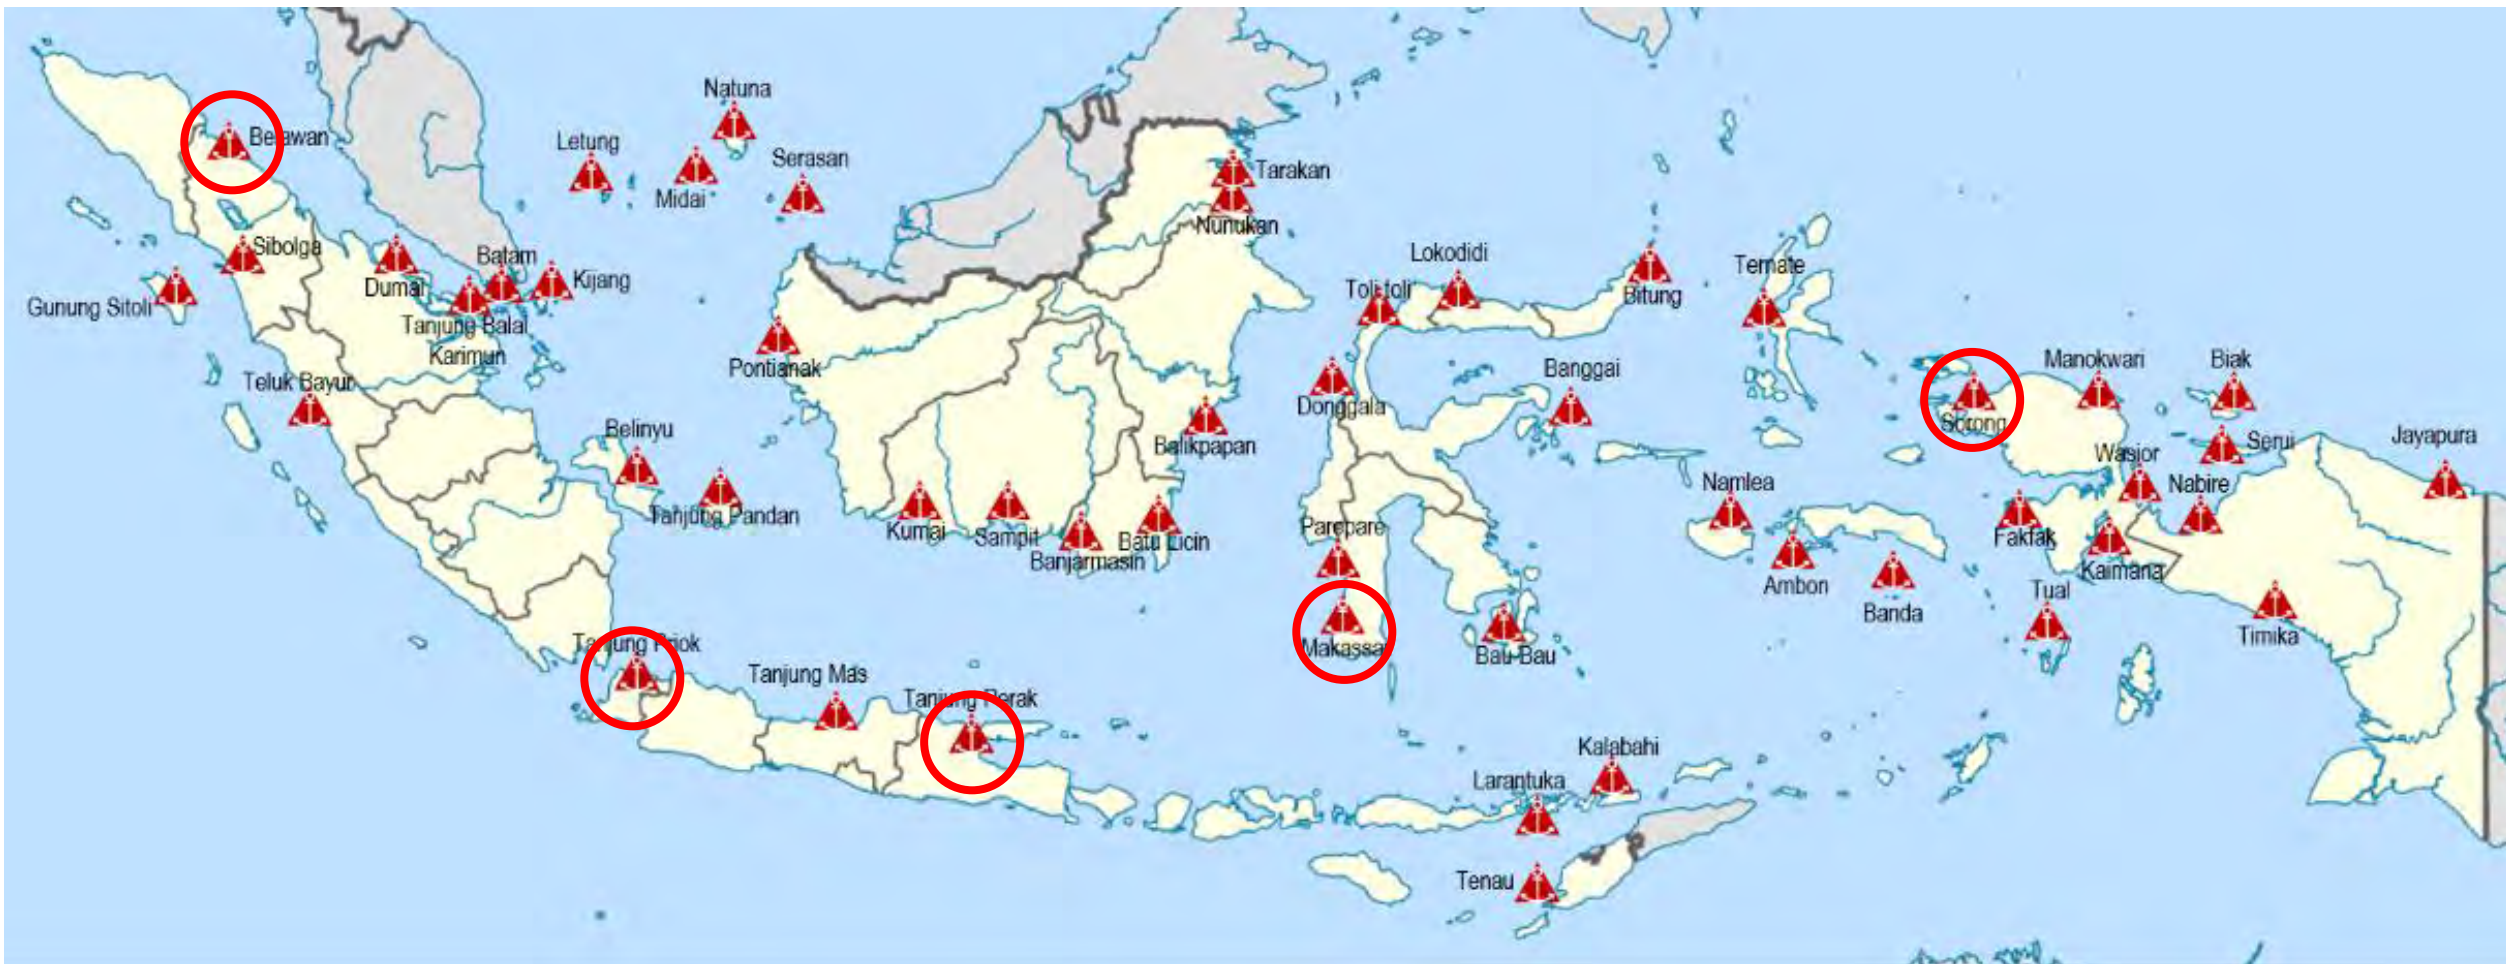 Natuna
Belawan
Letung
Serasan
Midai
Tarakan
Nunukan
Sibolga
Gunung Sitoli
Dumai
Batam
Kijang
Tanjung Balai
Karimun
Lokodidi
Toli toli
Bitung
Ternate
Pontianak
Teluk Bayur
Donggala
Banggai
Sorong
Manokwari
Biak
Belinyu
Balikpapan
Serui
Jayapura
Wasior
Nabire
Namlea
Tanjung Pandan
Kumai
Sampit
Banjarmasin
Batu Licin
Parepare
Fakfak
Kaimana
Ambon
Banda
Tual
Timika
Makassar
Bau Bau
Tanjung Priok
Tanjung Mas
Tanjung Perak
Kalabahi
Larantuka
Tenau